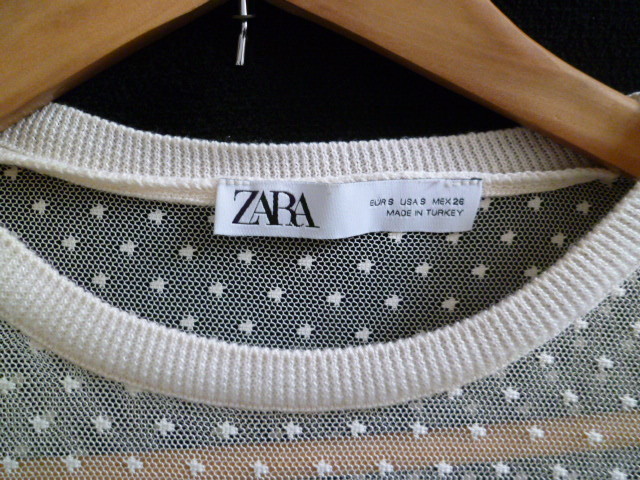 ZARA
EUR S USA S MEX 26
MADE IN TURKEY